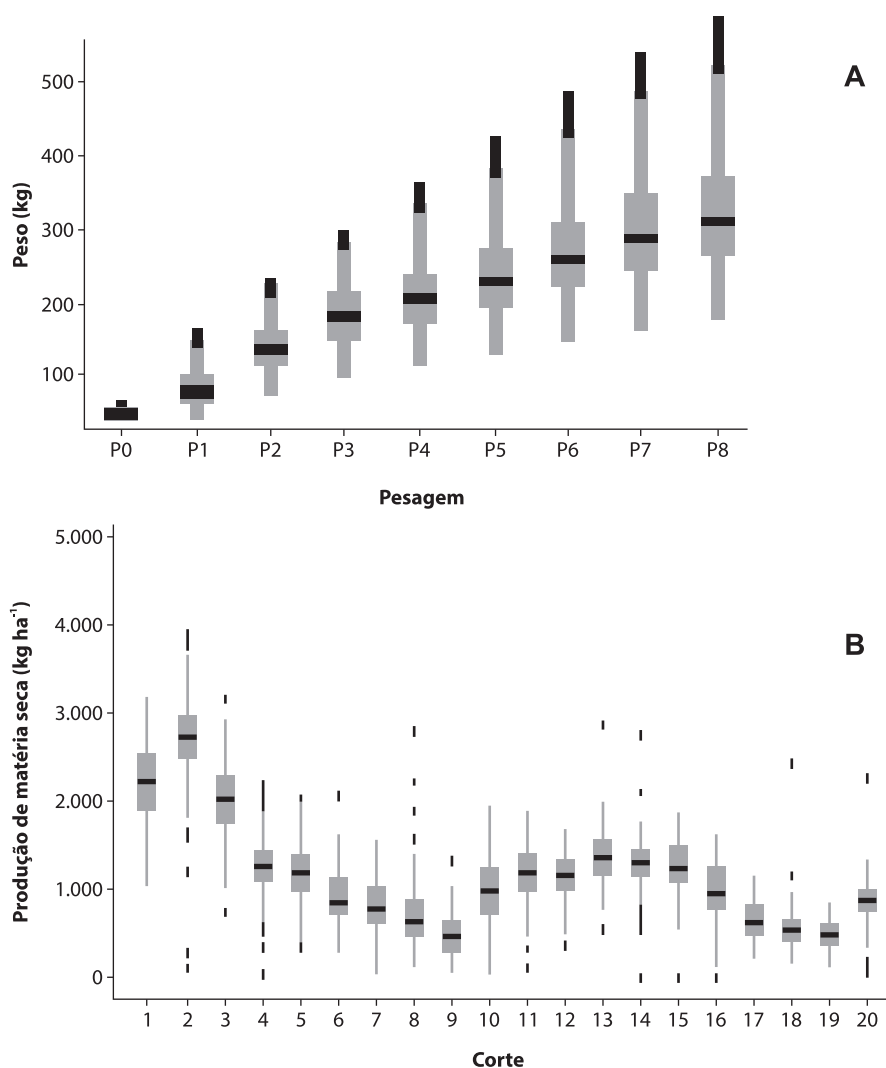 A
500
400
300
200
100
Peso (kg)
P0 P1 P2 P3 P4 P5 P6 P7 P8
Pesagem
B
5.000
4.000
3.000
2.000
1.000
0
Produção de matéria seca (kg ha⁻¹)
1 2 3 4 5 6 7 8 9 10 11 12 13 14 15 16 17 18 19 20
Corte